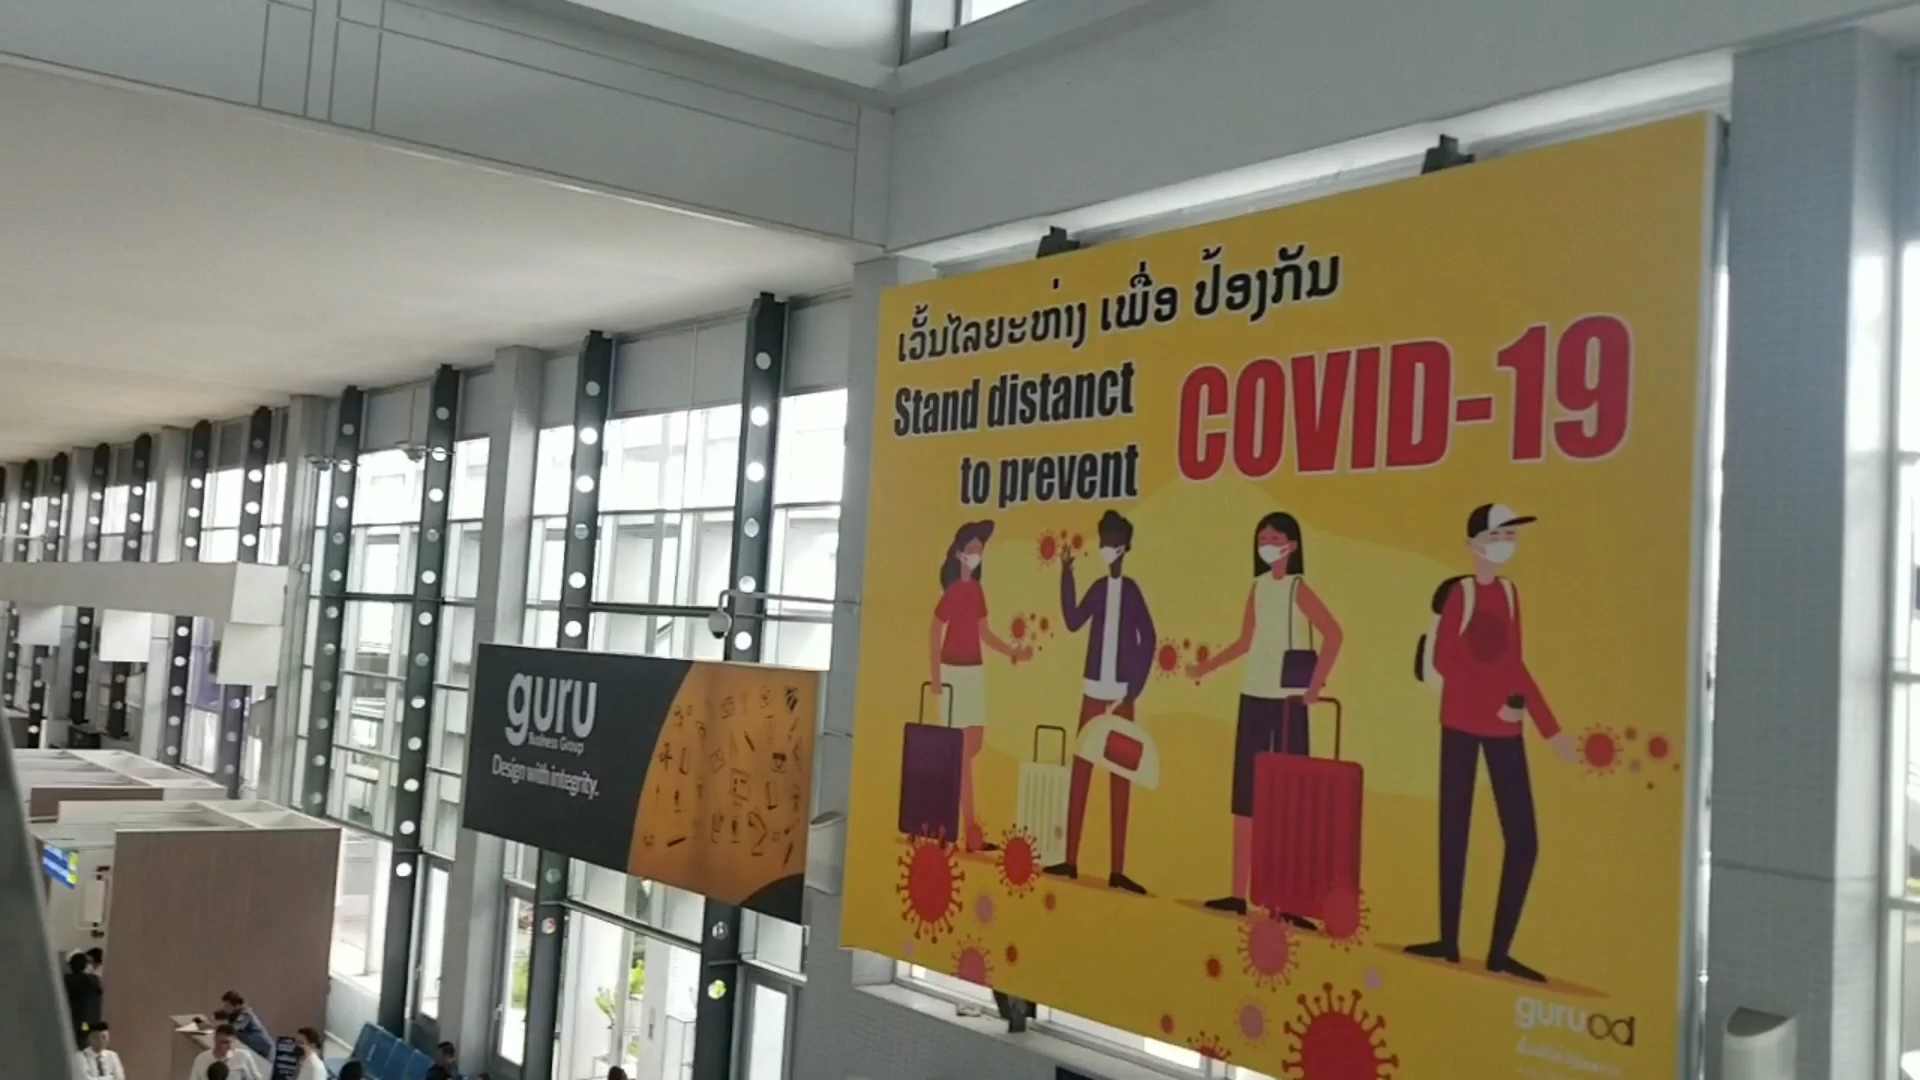 ເວັ້ນໄລຍະຫ່າງ ເພື່ອ ປ້ອງກັນ
Stand distanct
to prevent
COVID-19
guru
Business Group
Design with integrity.
guruod